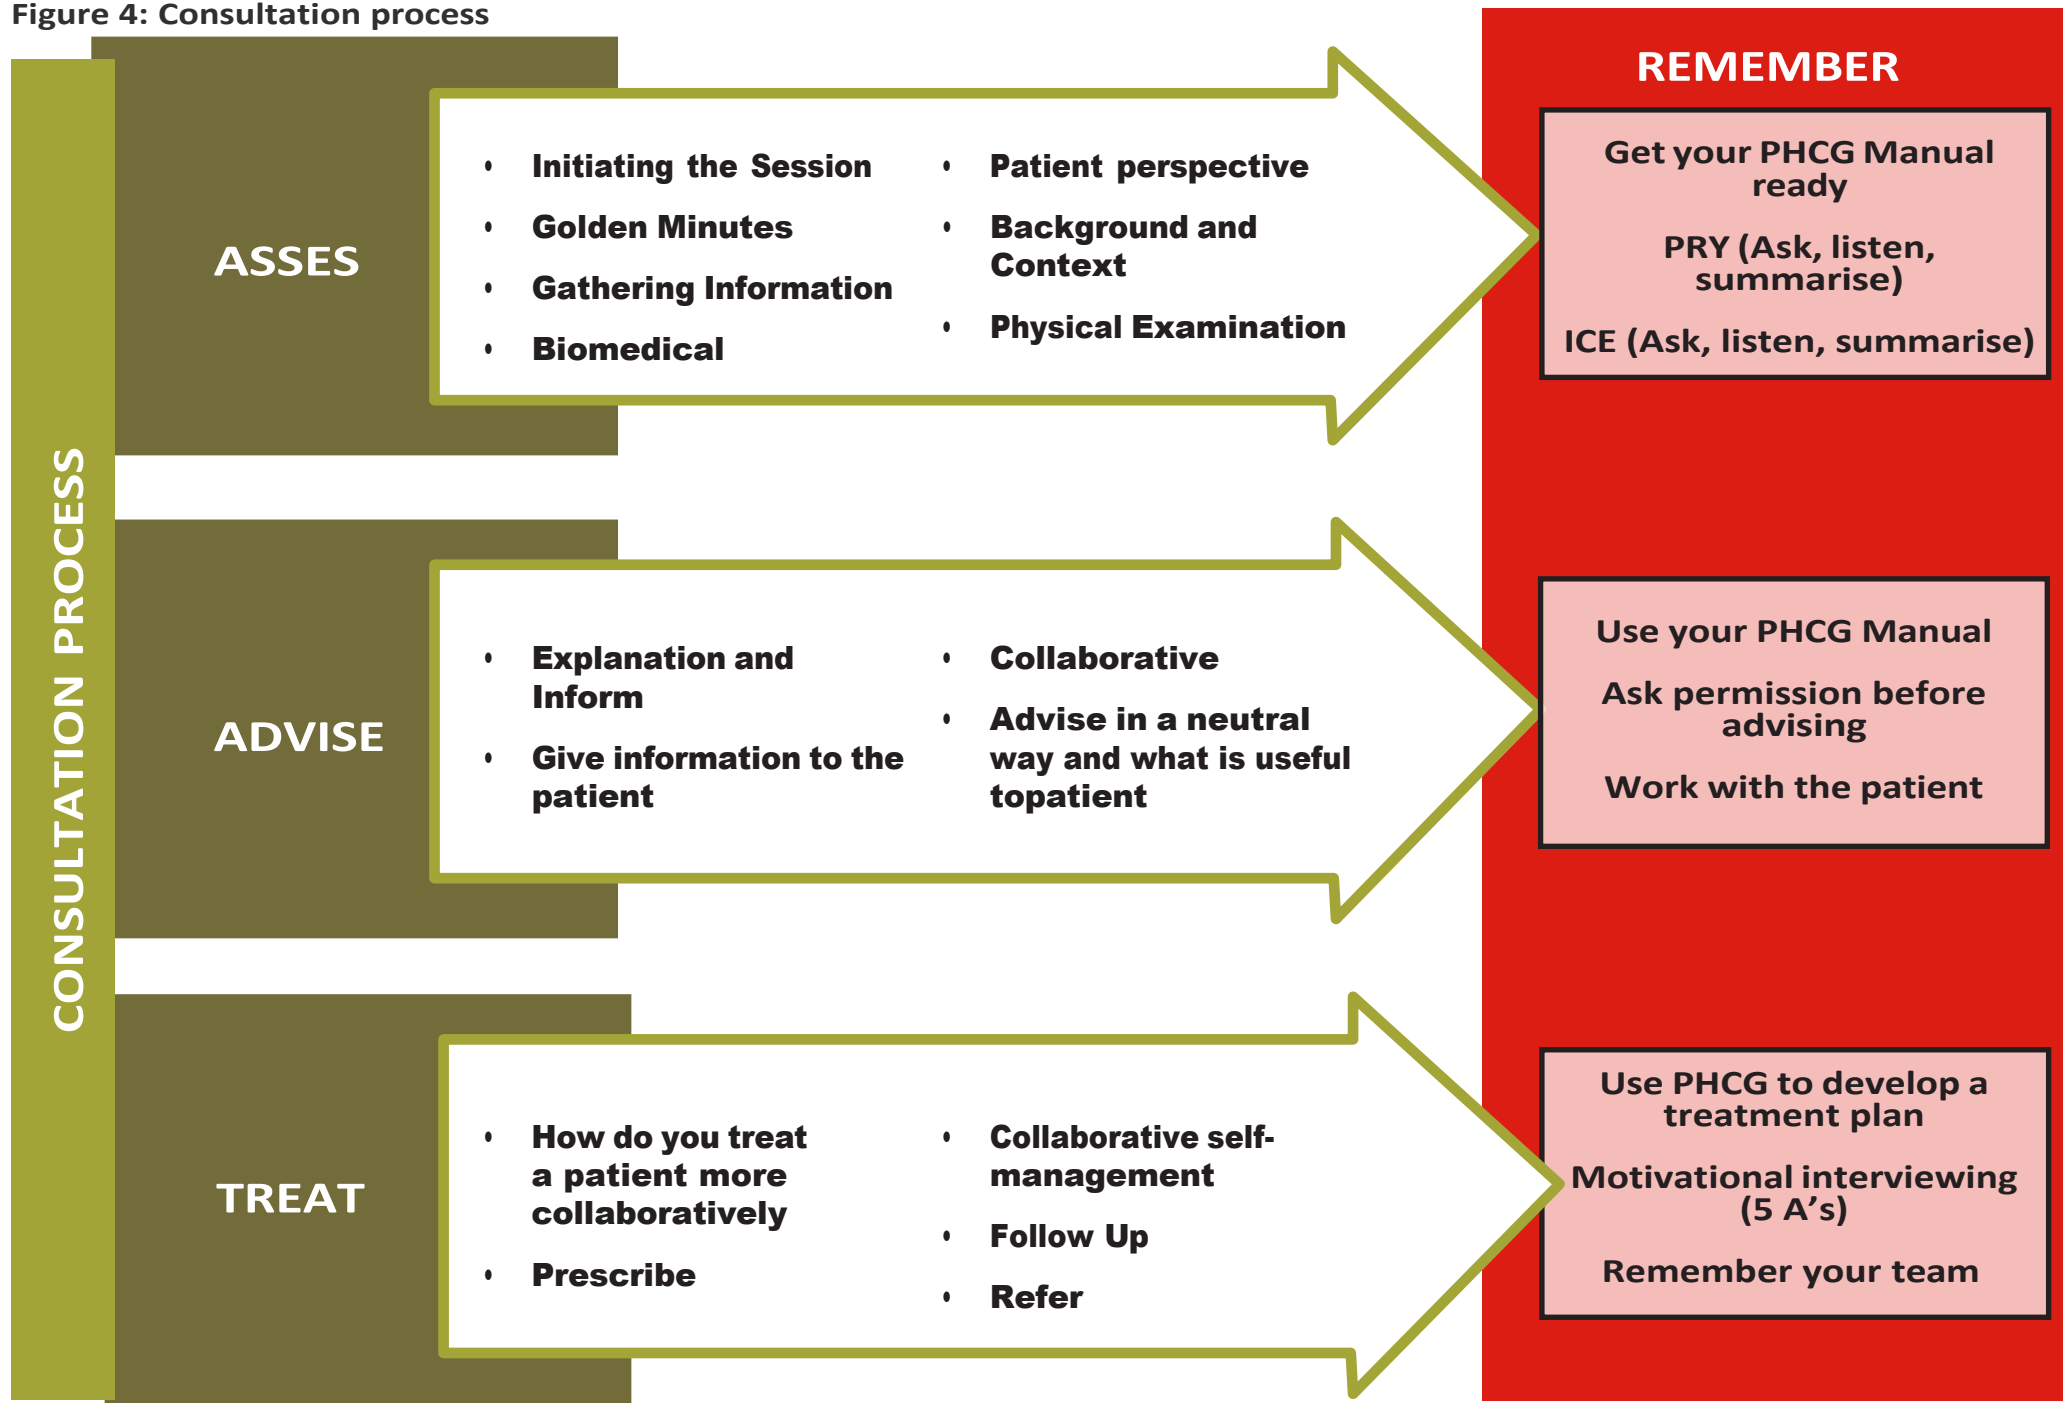 Figure 4: Consultation process
CONSULTATION PROCESS
ASSES
• Initiating the Session
• Golden Minutes
• Gathering Information
• Biomedical
• Patient perspective
• Background and
Context
• Physical Examination
ADVISE
• Explanation and
Inform
• Give information to the
patient
• Collaborative
• Advise in a neutral
way and what is useful
topatient
TREAT
• How do you treat
a patient more
collaboratively
• Prescribe
• Collaborative self-
management
• Follow Up
• Refer
REMEMBER
Get your PHCG Manual
ready
PRY (Ask, listen,
summarise)
ICE (Ask, listen, summarise)
Use your PHCG Manual
Ask permission before
advising
Work with the patient
Use PHCG to develop a
treatment plan
Motivational interviewing
(5 A’s)
Remember your team